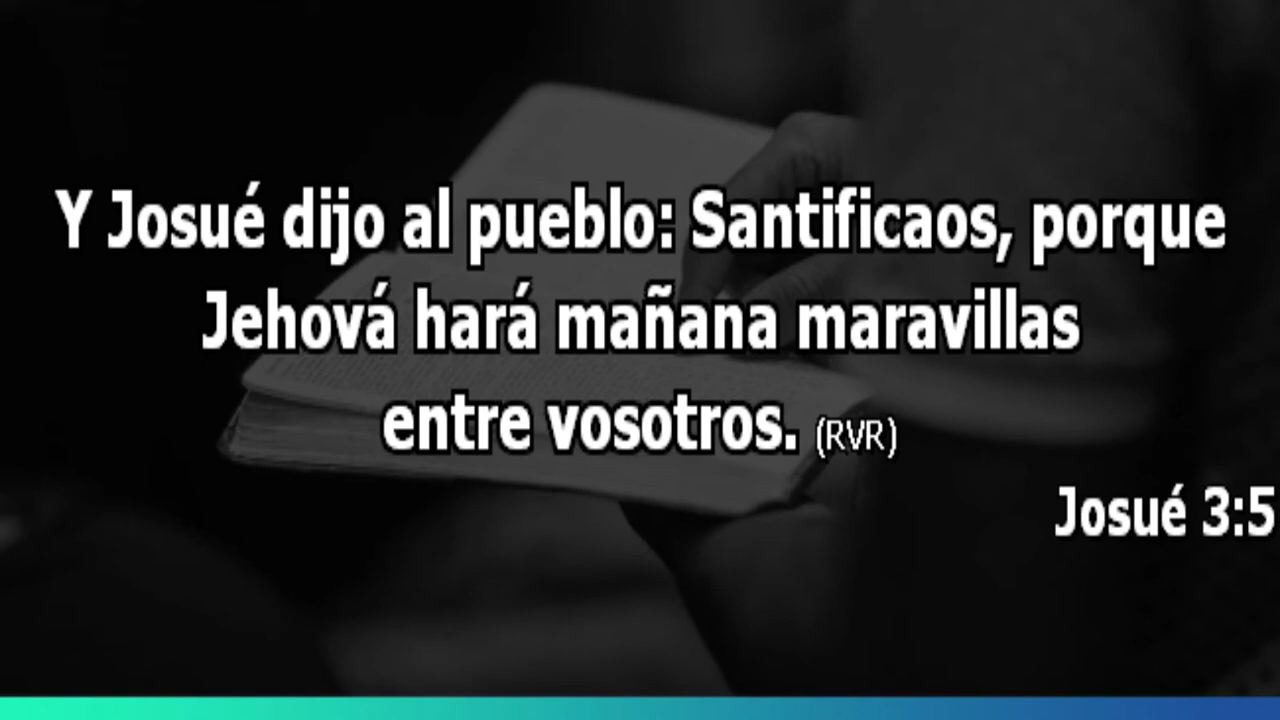 Y Josué dijo al pueblo: Santificaos, porque
Jehová hará mañana maravillas
entre vosotros. (RVR)
Josué 3:5